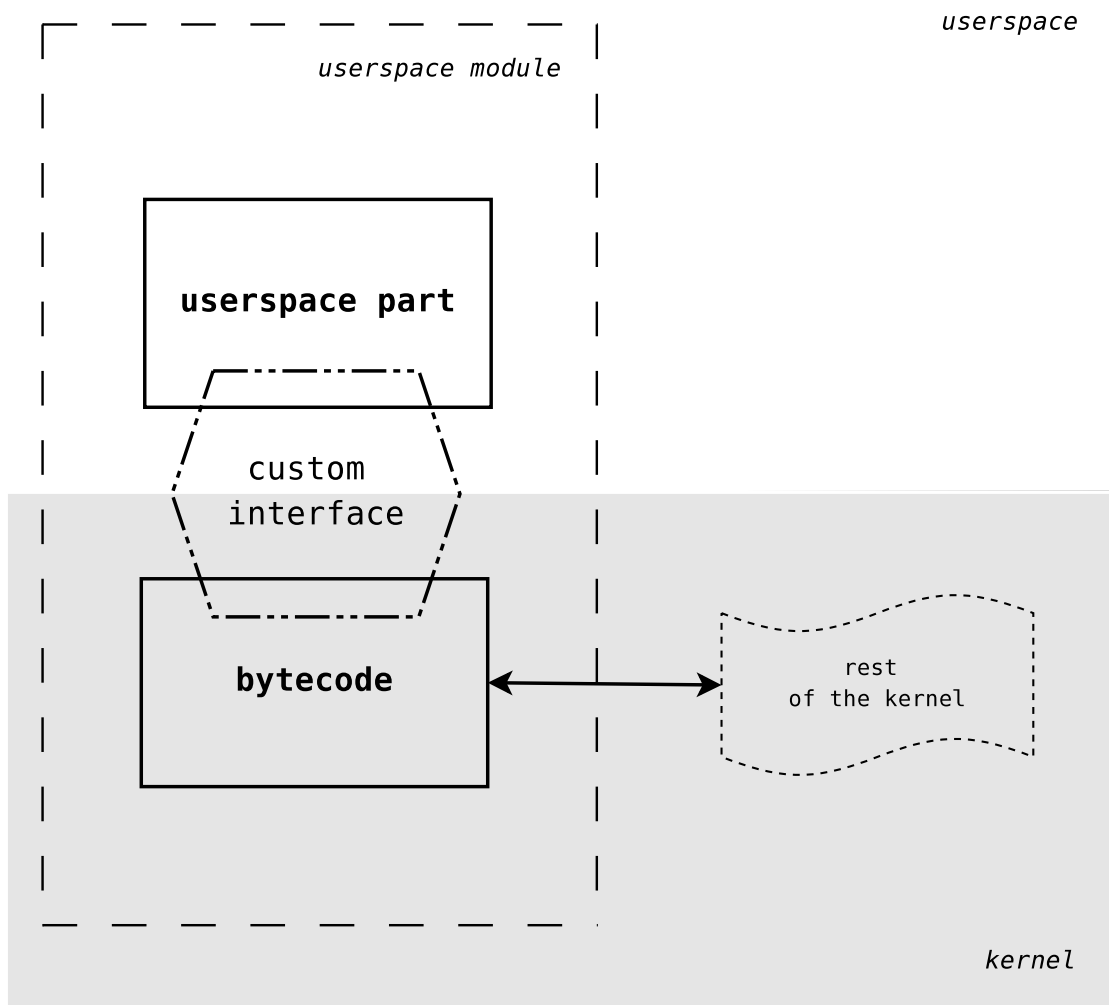 userspace
userspace module
userspace part
custom
interface
bytecode
rest
of the kernel
kernel